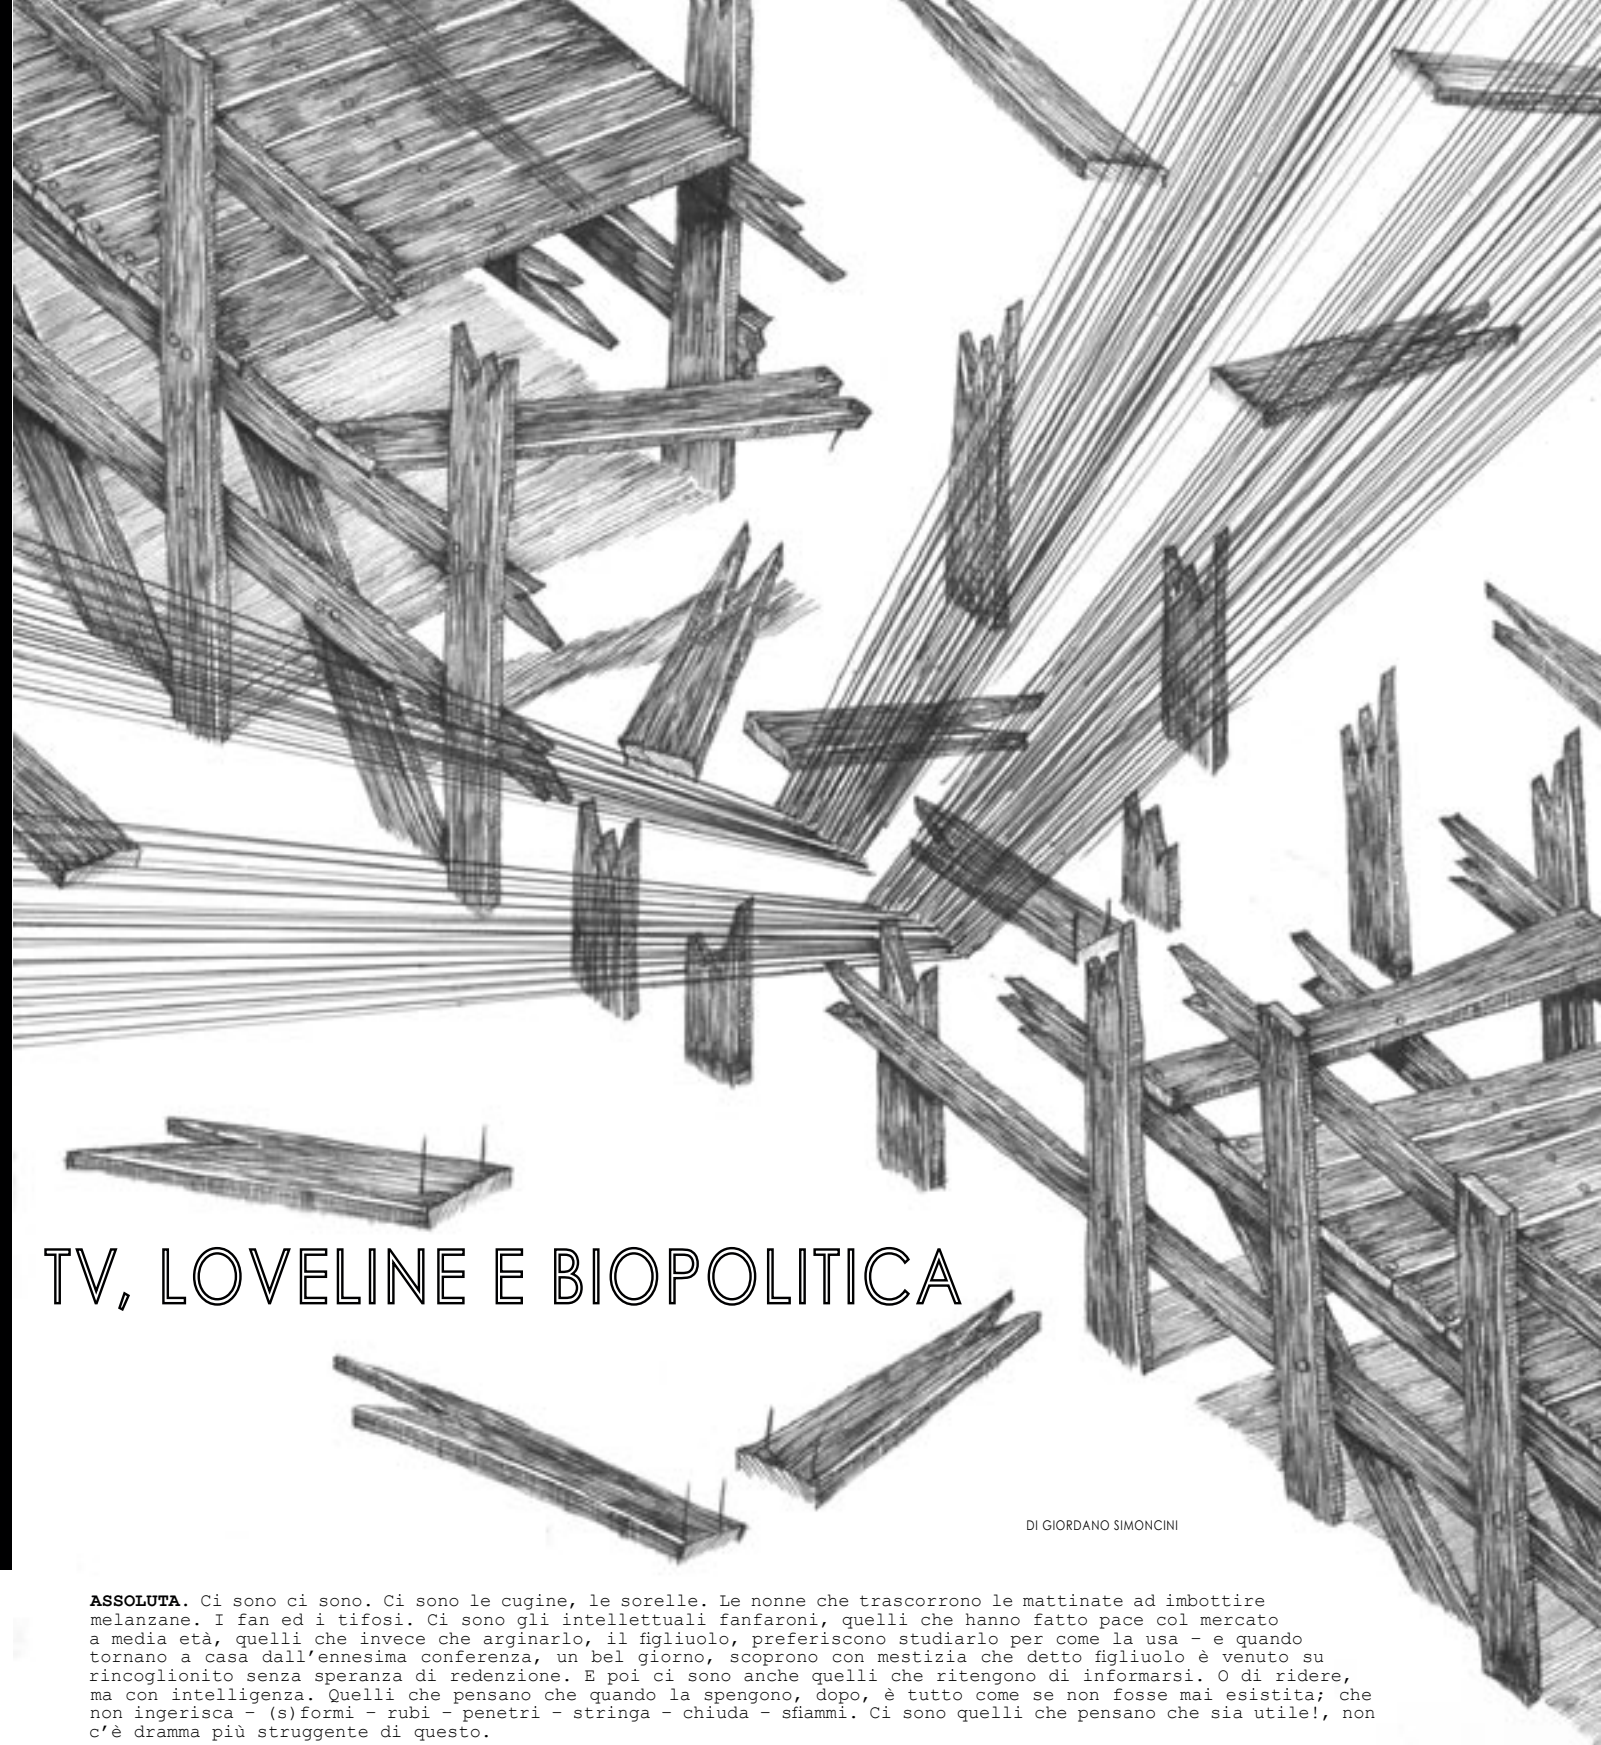 TV, LOVELINE E BIOPOLITICA
DI GIORDANO SIMONCINI
ASSOLUTA. Ci sono ci sono. Ci sono le cugine, le sorelle. Le nonne che trascorrono le mattinate ad imbottire
melanzane. I fan ed i tifosi. Ci sono gli intellettuali fanfaroni, quelli che hanno fatto pace col mercato
a media età, quelli che invece che arginarlo, il figliuolo, preferiscono studiarlo per come la usa – e quando
tornano a casa dall’ennesima conferenza, un bel giorno, scoprono con mestizia che detto figliuolo è venuto su
rincoglionito senza speranza di redenzione. E poi ci sono anche quelli che ritengono di informarsi. O di ridere,
ma con intelligenza. Quelli che pensano che quando la spengono, dopo, è tutto come se non fosse mai esistita; che
non ingerisca – (s)formi – rubi – penetri – stringa – chiuda – sfiammi. Ci sono quelli che pensano che sia utile!, non
c’è dramma più struggente di questo.